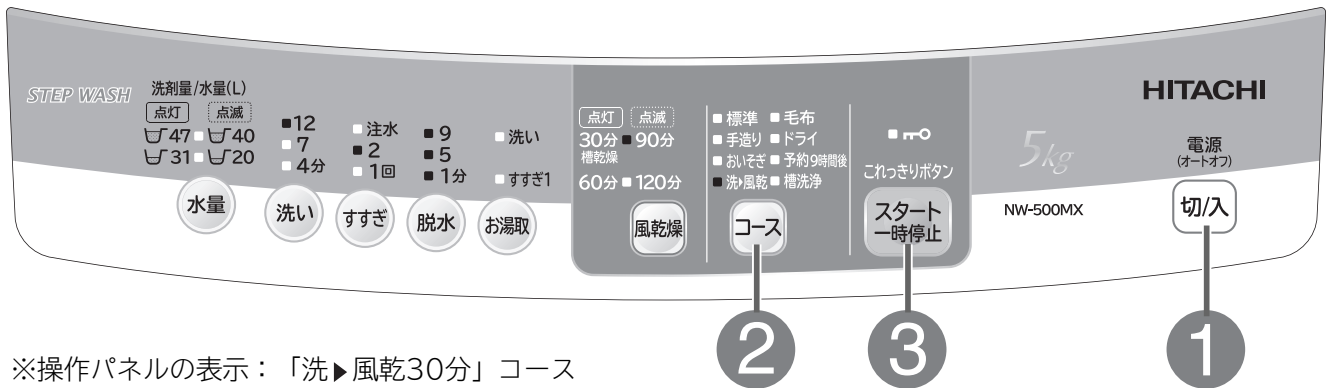 STEP WASH
洗剤量/水量(L)
点灯 点滅
47 40
31 20
水量
12
7
4分
洗い
注水
2
1回
すすぎ
9
5
1分
脱水
洗い
すすぎ1
お湯取
点灯 点滅
30分 90分
槽乾燥
60分 120分
風乾燥
標準 毛布
手造り ドライ
おいそぎ 予約9時間後
洗▶風乾 槽洗浄
コース
これっきりボタン
スタート
一時停止
5kg
HITACHI
NW-500MX
電源
(オートオフ)
切/入
2
3
1
※操作パネルの表示：「洗▶風乾30分」コース